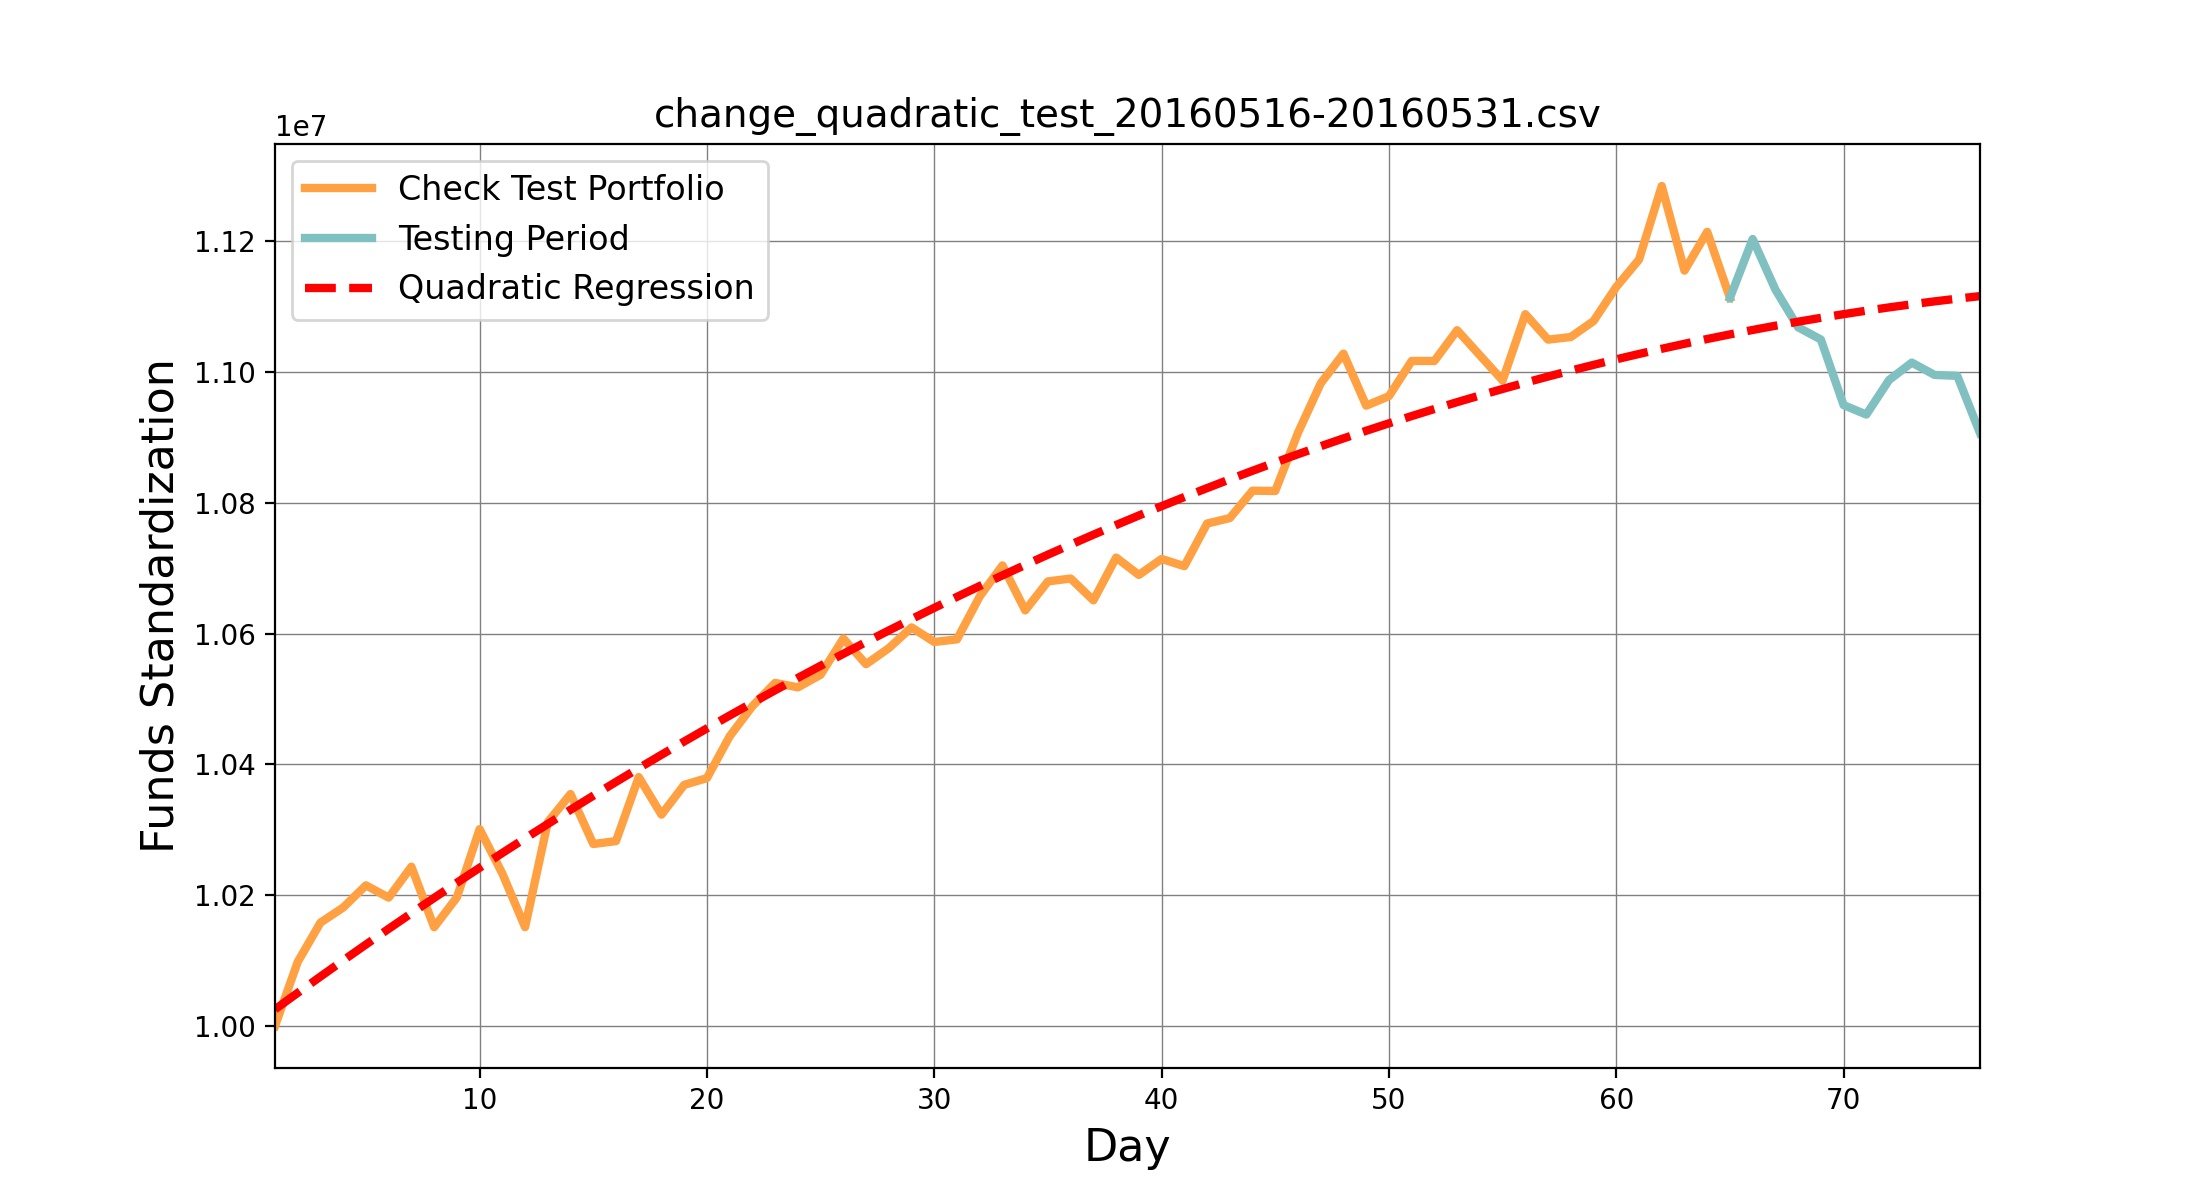 change_quadratic_test_20160516-20160531.csv
1e7
Check Test Portfolio
Testing Period
Quadratic Regression
1.12
1.10
1.08
1.06
1.04
1.02
1.00
Funds Standardization
10 20 30 40 50 60 70
Day